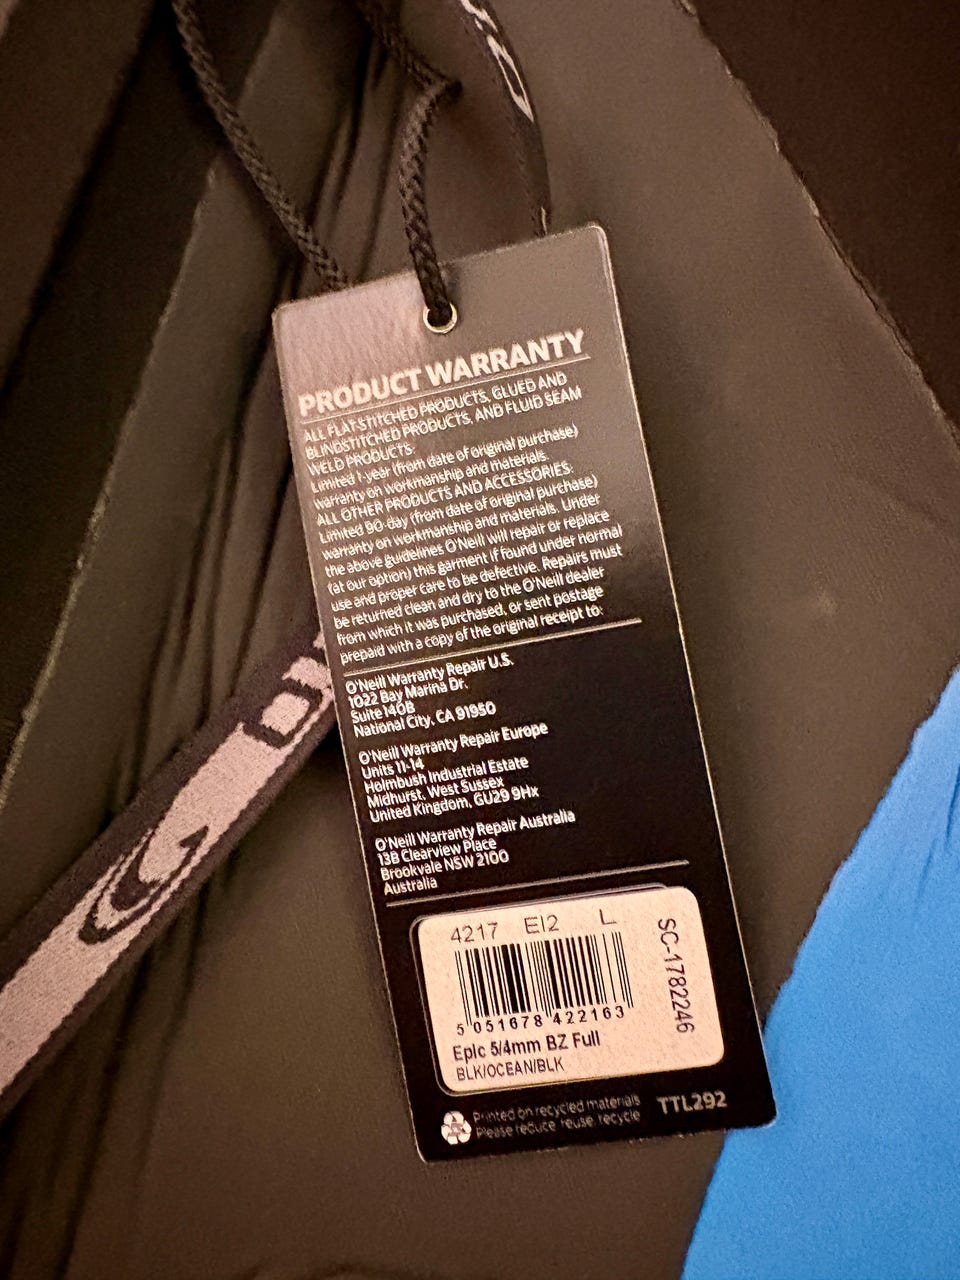 PRODUCT WARRANTY
ALL FLAT-STITCHED PRODUCTS, GLUED AND
BLINDSTITCHED PRODUCTS, AND FLUID SEAM
WELD PRODUCTS:
Limited 1-year (from date of original purchase)
warranty on workmanship and materials.
ALL OTHER PRODUCTS AND ACCESSORIES:
Limited 90-day (from date of original purchase)
warranty on workmanship and materials. Under
the above guidelines O'Neill will repair or replace
(at our option) this garment if found under normal
use and proper care to be defective. Repairs must
be returned clean and dry to the O'Neill dealer
from which it was purchased, or sent postage
prepaid with a copy of the original receipt to:
O'Neill Warranty Repair U.S.
1022 Bay Marina Dr.
Suite 140B
National City, CA 91950
O'Neill Warranty Repair Europe
Units 11-14
Holmbush Industrial Estate
Midhurst, West Sussex
United Kingdom, GU29 9Hx
O'Neill Warranty Repair Australia
13B Clearview Place
Brookvale NSW 2100
Australia
4217 EI2 L
SC-1782246
5 051678 422163
Epic 5/4mm BZ Full
BLK/OCEAN/BLK
Printed on recycled materials
Please reduce, reuse, recycle
TTL292